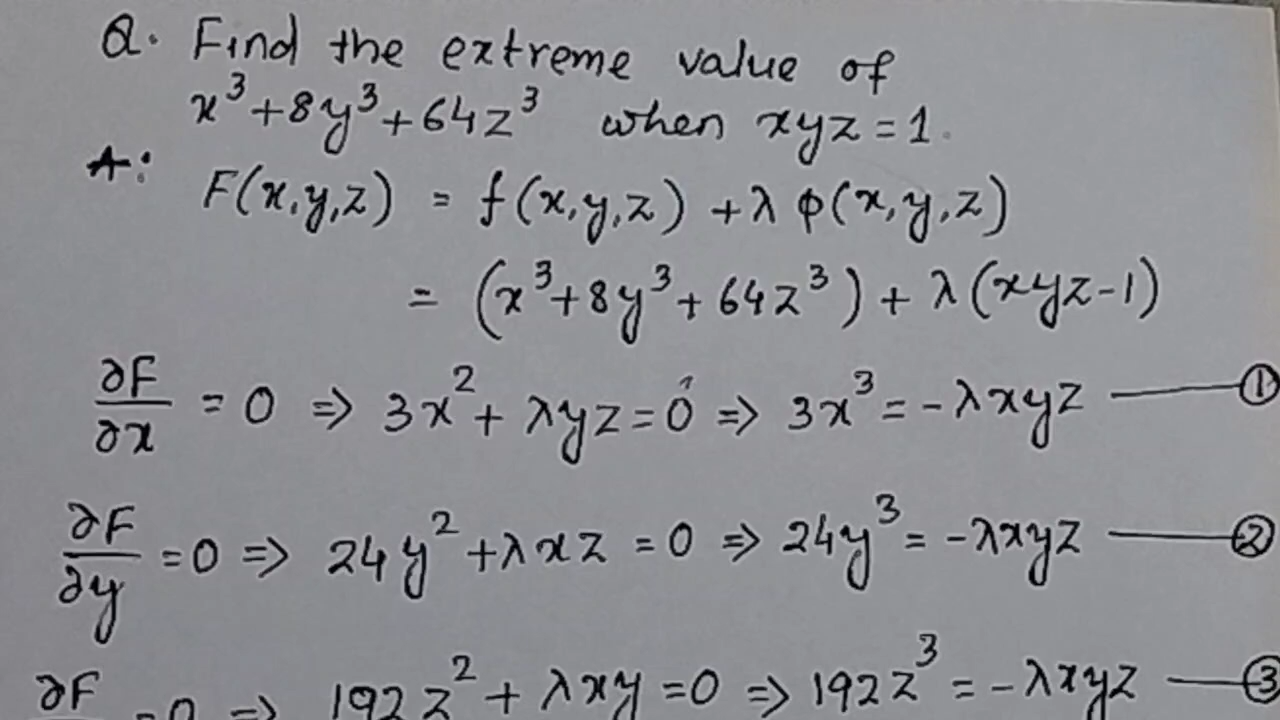 Q. Find the extreme value of
x³+8y³+64z³ when xyz=1.
A: F(x,y,z) = f(x,y,z) + λ φ(x,y,z)
= (x³+8y³+64z³) + λ(xyz-1)
∂F/∂x = 0 ⇒ 3x²+ λyz=0 ⇒ 3x³=-λxyz —— ①
∂F/∂y =0 ⇒ 24y²+λxz =0 ⇒ 24y³=-λxyz —— ②
∂F =0 ⇒ 192z²+ λxy=0 ⇒ 192z³ = -λxyz —— ③